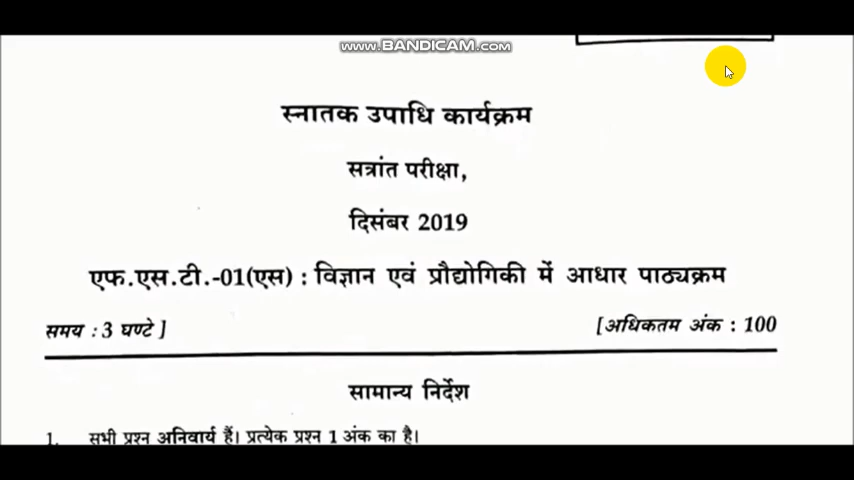 www.BANDICAM.com
स्नातक उपाधि कार्यक्रम
सत्रांत परीक्षा,
दिसंबर 2019
एफ.एस.टी.-01(एस) : विज्ञान एवं प्रौद्योगिकी में आधार पाठ्यक्रम
समय : 3 घण्टे ] [अधिकतम अंक : 100
सामान्य निर्देश
1. सभी प्रश्न अनिवार्य हैं। प्रत्येक प्रश्न 1 अंक का है।